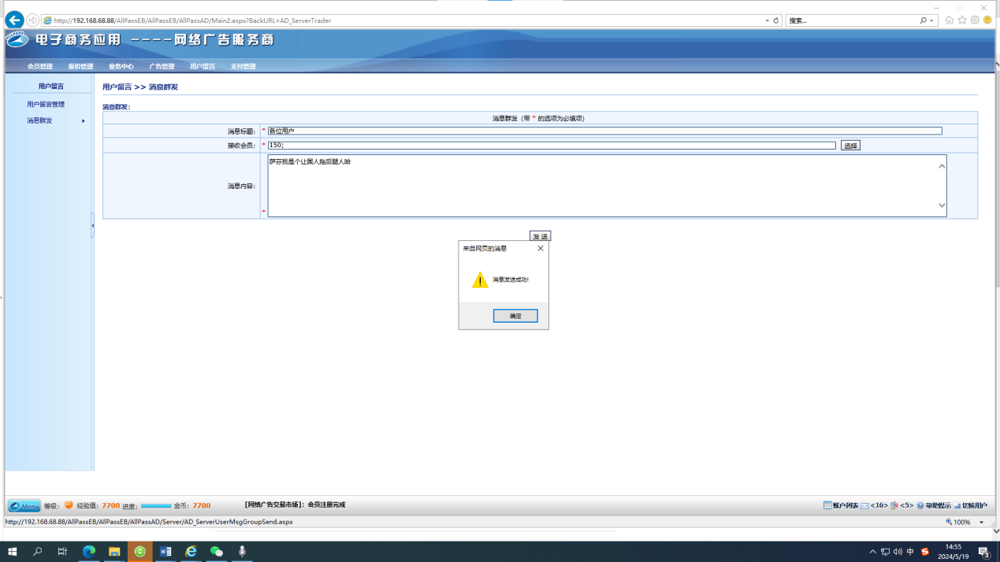 http://192.168.68.88/AllPassEB/AllPassEB/AllPassAD/Main2.aspx?BackURL=AD_ServerTrader
搜索...
ALLPASS
电子商务应用 ----网络广告服务商
会员管理 报价管理 业务中心 广告管理 用户留言 支付管理
用户留言
用户留言管理
消息群发
用户留言 >> 消息群发
消息群发:
消息群发 (带 * 的选项为必填项)
消息标题: * 各位用户
接收会员: * 150; 选择
消息内容: * 萨芬我是个让黑人拖后腿人哈
发 送
来自网页的消息
消息发送成功!
确定
Menu 等级: 经验值: 7700 进度: 金币: 7700 [网络广告交易市场]: 会员注册完成 账户列表 <16> <5> 帮助提示 切换用户
http://192.168.68.88/AllPassEB/AllPassEB/AllPassAD/Server/AD_ServerUserMsgGroupSend.aspx
100%
中
14:55
2024/5/19
3